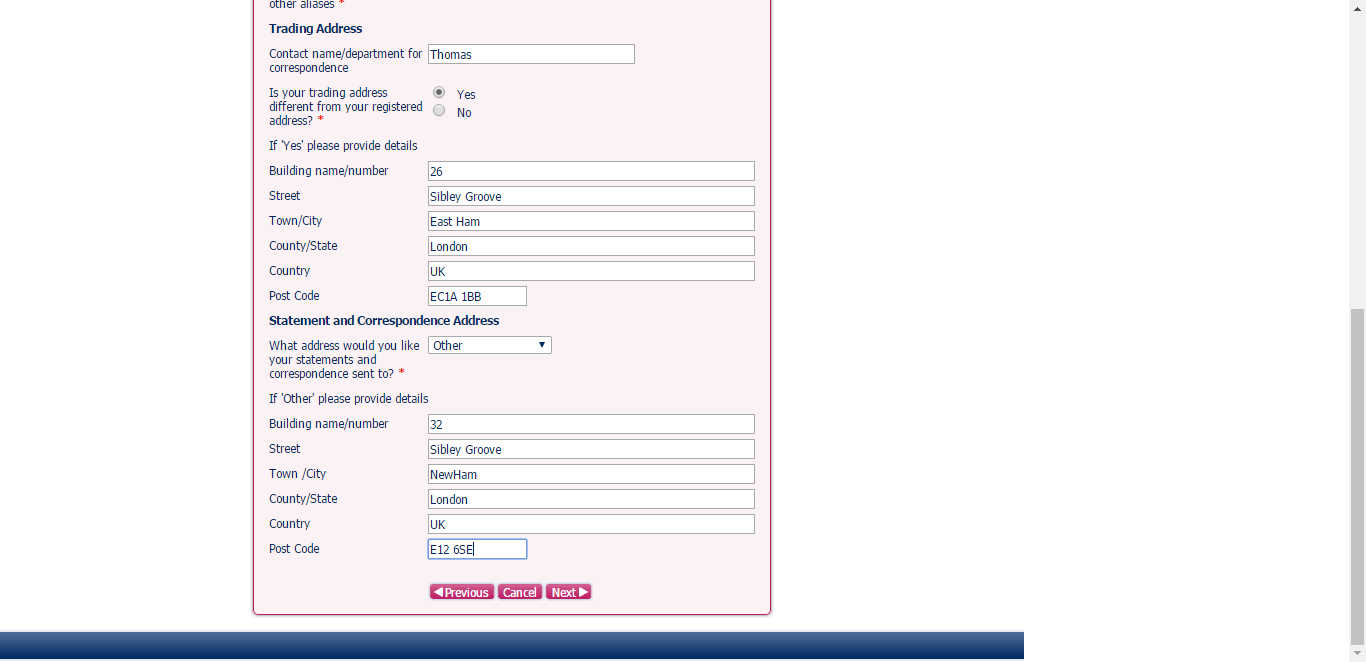 other aliases *
Trading Address
Contact name/department for
correspondence
Thomas
Is your trading address
different from your registered
address? *
Yes
No
If 'Yes' please provide details
Building name/number 26
Street Sibley Groove
Town/City East Ham
County/State London
Country UK
Post Code EC1A 1BB
Statement and Correspondence Address
What address would you like
your statements and
correspondence sent to? *
Other
If 'Other' please provide details
Building name/number 32
Street Sibley Groove
Town /City NewHam
County/State London
Country UK
Post Code E12 6SE
Previous Cancel Next